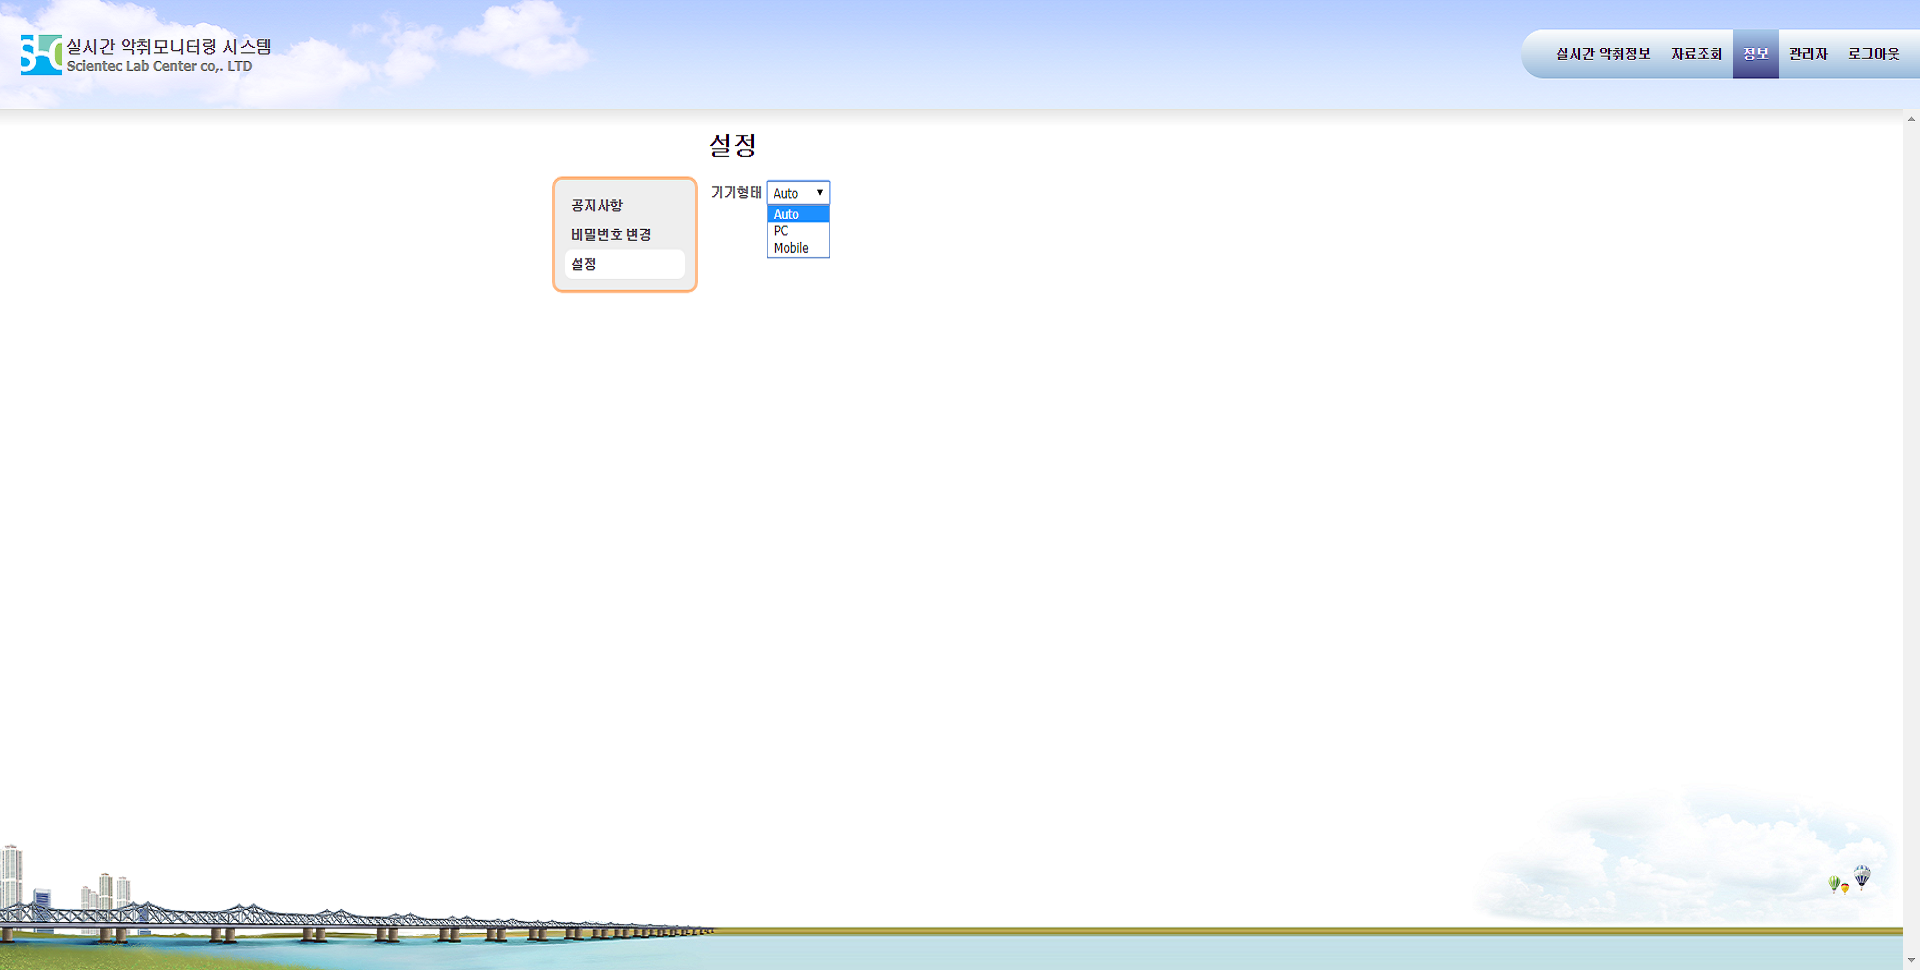 실시간 악취모니터링 시스템
Scientec Lab Center co,. LTD
실시간 악취정보 자료조회 정보 관리자 로그아웃
설정
공지사항
비밀번호 변경
설정
기기형태 Auto ▼
Auto
PC
Mobile